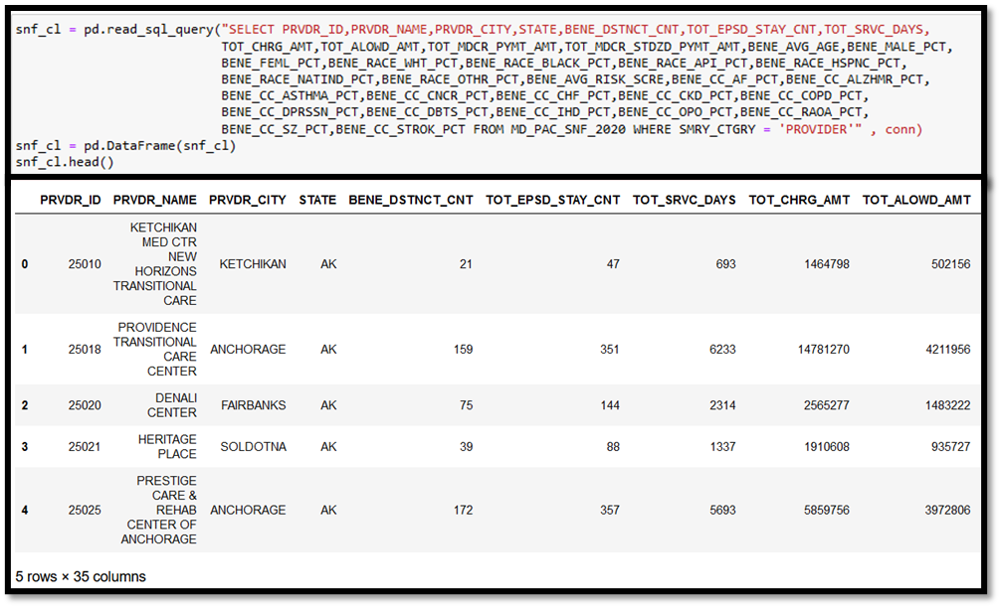 snf_cl = pd.read_sql_query("SELECT PRVDR_ID,PRVDR_NAME,PRVDR_CITY,STATE,BENE_DSTNCT_CNT,TOT_EPSD_STAY_CNT,TOT_SRVC_DAYS,
TOT_CHRG_AMT,TOT_ALOWD_AMT,TOT_MDCR_PYMT_AMT,TOT_MDCR_STDZD_PYMT_AMT,BENE_AVG_AGE,BENE_MALE_PCT,
BENE_FEML_PCT,BENE_RACE_WHT_PCT,BENE_RACE_BLACK_PCT,BENE_RACE_API_PCT,BENE_RACE_HSPNC_PCT,
BENE_RACE_NATIND_PCT,BENE_RACE_OTHR_PCT,BENE_AVG_RISK_SCRE,BENE_CC_AF_PCT,BENE_CC_ALZHMR_PCT,
BENE_CC_ASTHMA_PCT,BENE_CC_CNCR_PCT,BENE_CC_CHF_PCT,BENE_CC_CKD_PCT,BENE_CC_COPD_PCT,
BENE_CC_DPRSSN_PCT,BENE_CC_DBTS_PCT,BENE_CC_IHD_PCT,BENE_CC_OPO_PCT,BENE_CC_RAOA_PCT,
BENE_CC_SZ_PCT,BENE_CC_STROK_PCT FROM MD_PAC_SNF_2020 WHERE SMRY_CTGRY = 'PROVIDER'" , conn)
snf_cl = pd.DataFrame(snf_cl)
snf_cl.head()
PRVDR_ID PRVDR_NAME PRVDR_CITY STATE BENE_DSTNCT_CNT TOT_EPSD_STAY_CNT TOT_SRVC_DAYS TOT_CHRG_AMT TOT_ALOWD_AMT
KETCHIKAN
MED CTR
NEW
0 25010 HORIZONS KETCHIKAN AK 21 47 693 1464798 502156
TRANSITIONAL
CARE
PROVIDENCE
TRANSITIONAL
1 25018 CARE ANCHORAGE AK 159 351 6233 14781270 4211956
CENTER
DENALI
2 25020 CENTER FAIRBANKS AK 75 144 2314 2565277 1483222
HERITAGE
3 25021 PLACE SOLDOTNA AK 39 88 1337 1910608 935727
PRESTIGE
CARE &
4 25025 REHAB ANCHORAGE AK 172 357 5693 5859756 3972806
CENTER OF
ANCHORAGE
5 rows × 35 columns